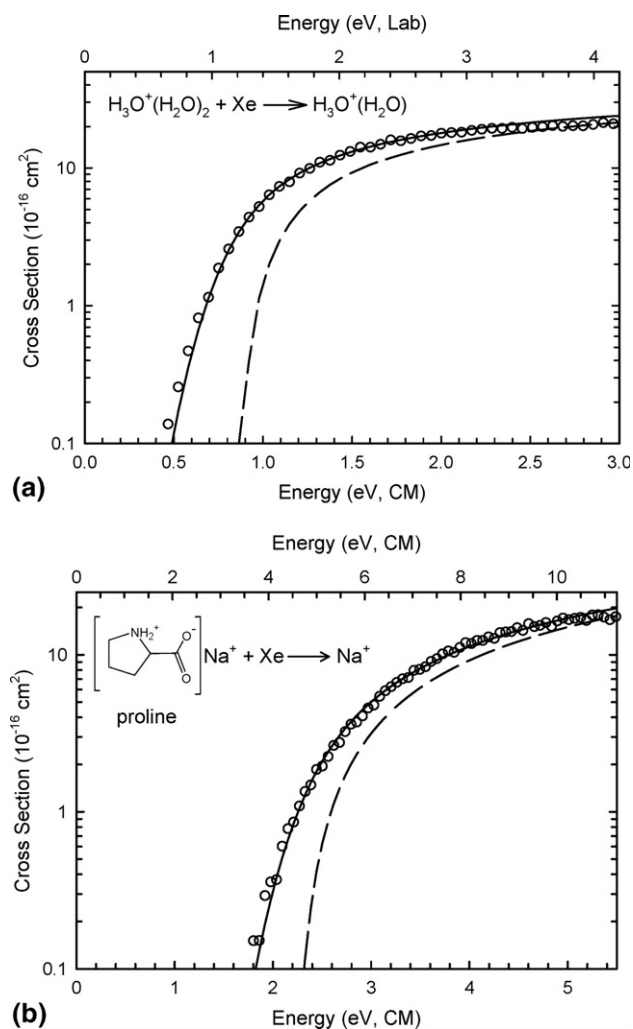 Energy (eV, Lab)
0 1 2 3 4
H₃O⁺(H₂O)₂ + Xe ⟶ H₃O⁺(H₂O)
Cross Section (10⁻¹⁶ cm²)
10
1
0.1
0.0 0.5 1.0 1.5 2.0 2.5 3.0
(a)
Energy (eV, CM)
Energy (eV, CM)
0 2 4 6 8 10
NH₂⁺ O⁻ O
Na⁺ + Xe ⟶ Na⁺
proline
Cross Section (10⁻¹⁶ cm²)
10
1
0.1
0 1 2 3 4 5
(b)
Energy (eV, CM)